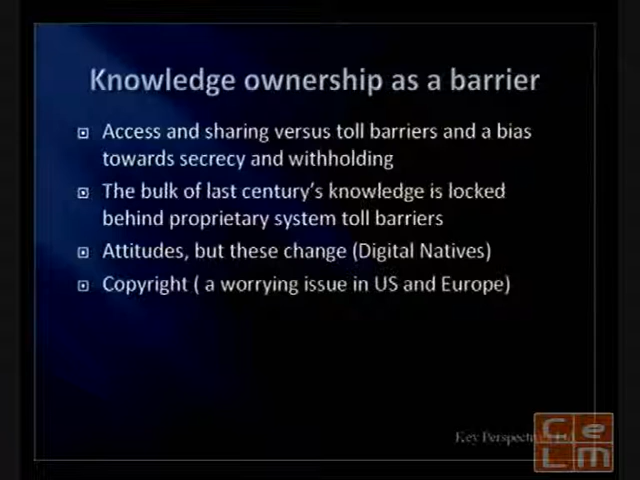 Knowledge ownership as a barrier
Access and sharing versus toll barriers and a bias
towards secrecy and withholding
The bulk of last century's knowledge is locked
behind proprietary system toll barriers
Attitudes, but these change (Digital Natives)
Copyright ( a worrying issue in US and Europe)
Key Perspectives Ltd
C e
L m